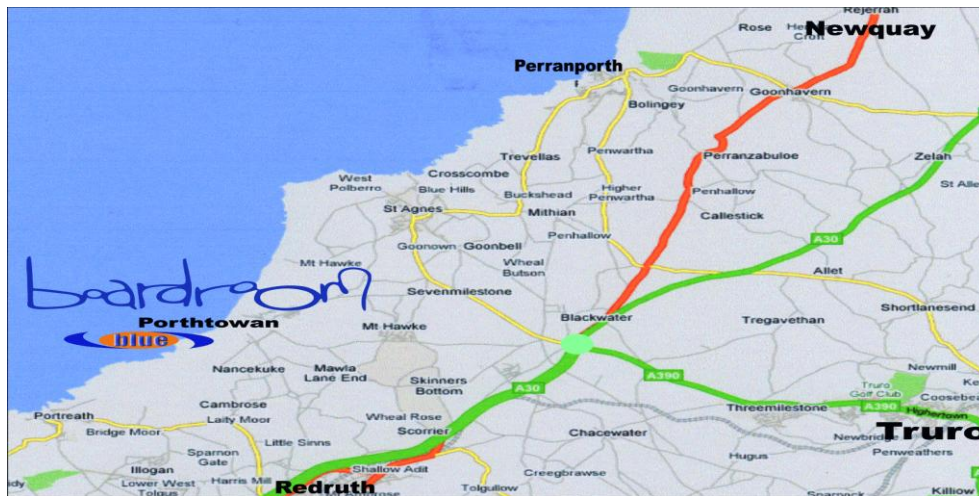 Rejerrah
Rose
Newquay
Perranporth
Goonhavern
Goonhavern
Bolingey
Trevellas
Penwartha
Perranzabuloe
Zelah
Crosscombe
West
Polberro
Blue Hills
Buckshead
Higher
Penwartha
Penhallow
St Agnes
Mithian
Callestick
Goonown
Goonbell
Penhallow
A30
Mt Hawke
Wheal
Butson
Allet
boardroom
Sevenmilestone
Shortlanesend
Porthtowan
blue
Mt Hawke
Blackwater
Tregavethan
Nancekuke
Mawla
Lane End
Skinners
Bottom
A30
A390
Newmill
Truro
Golf Club
Cambrose
Laity Moor
Wheal Rose
Threemilestone
A390
Highertown
Portreath
Bridge Moor
Little Sinns
Scorrier
Chacewater
Newbridge
Truro
Penweathers
Sparnon
Gate
Hugus
Illogan
Shallow Adit
Creegbrawse
Lower West
Tolgus
Harris Mill
Redruth
Tolgullow
Killiow